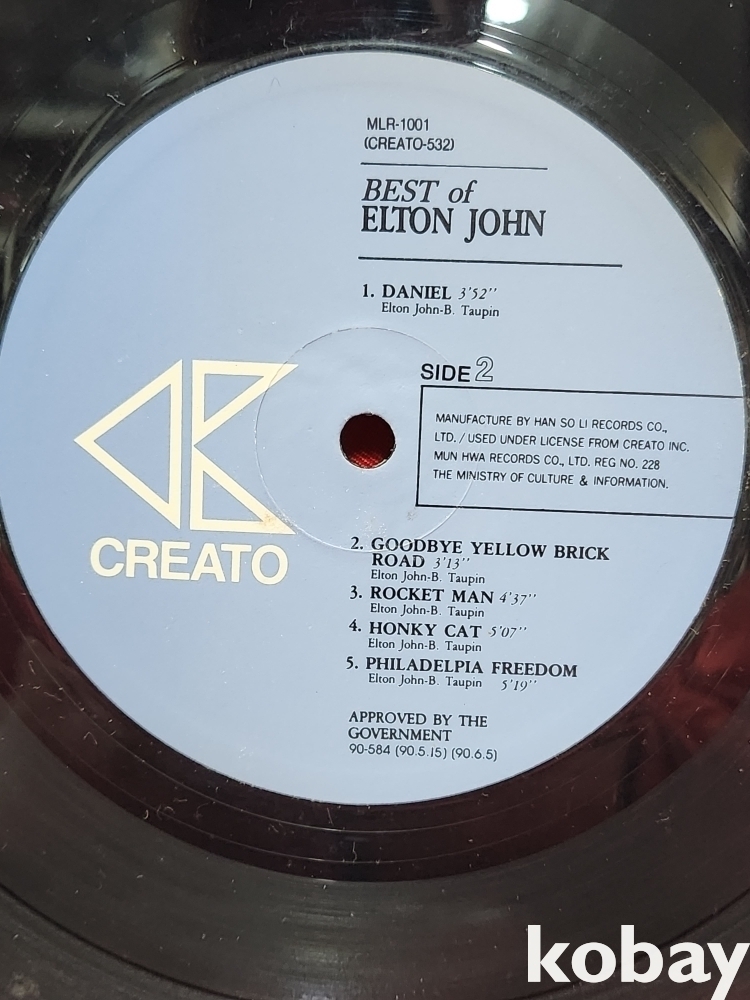 MLR-1001
(CREATO-532)
BEST of
ELTON JOHN
1. DANIEL 3'52''
Elton John-B. Taupin
SIDE 2
MANUFACTURE BY HAN SO LI RECORDS CO.,
LTD. / USED UNDER LICENSE FROM CREATO INC.
MUN HWA RECORDS CO., LTD. REG NO. 228
THE MINISTRY OF CULTURE & INFORMATION.
CREATO
2. GOODBYE YELLOW BRICK
ROAD 3'13''
Elton John-B. Taupin
3. ROCKET MAN 4'37''
Elton John-B. Taupin
4. HONKY CAT 5'07''
Elton John-B. Taupin
5. PHILADELPIA FREEDOM
Elton John-B. Taupin 5'19''
APPROVED BY THE
GOVERNMENT
90-584 (90.5.15) (90.6.5)
kobay